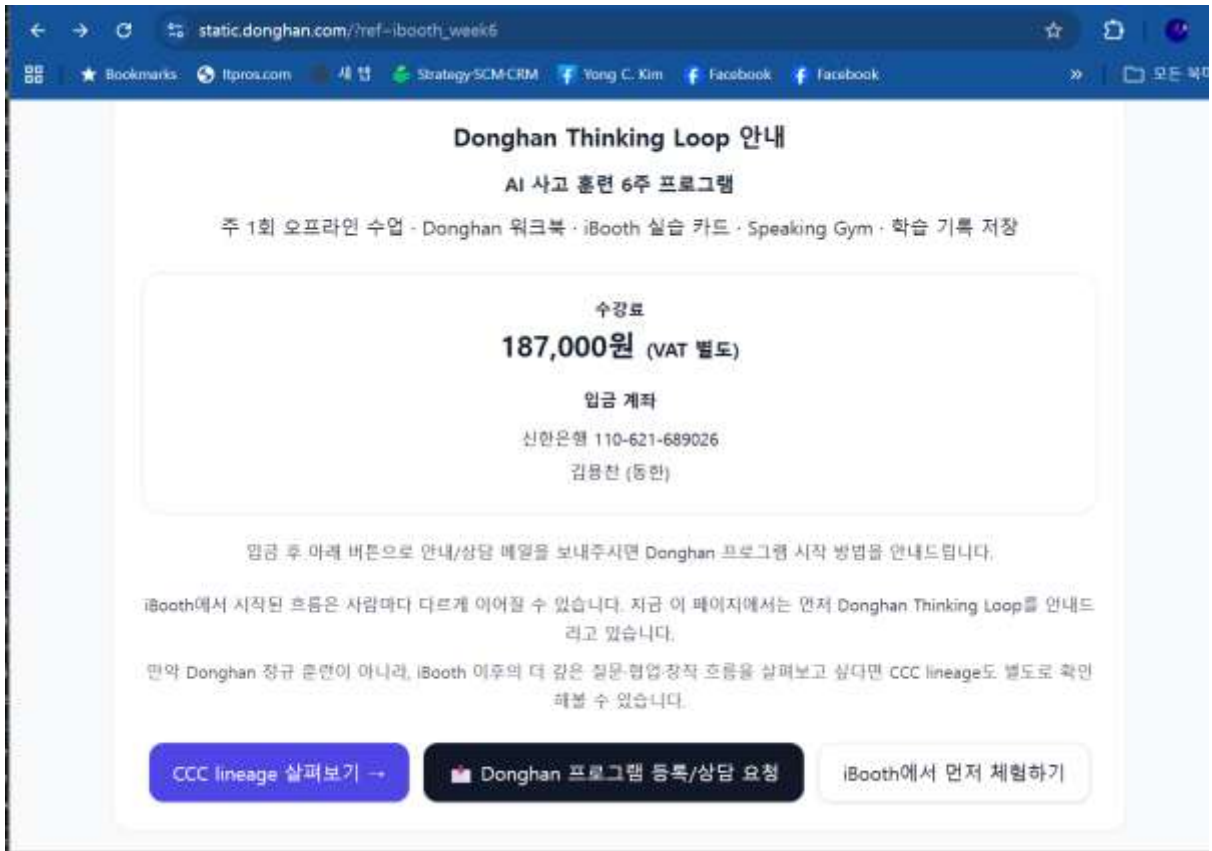 static.donghan.com/?ref=ibooth_week6
Bookmarks Itpros.com 새 탭 Strategy-SCM-CRM Yong C. Kim Facebook Facebook » 모든 북마
Donghan Thinking Loop 안내
AI 사고 훈련 6주 프로그램
주 1회 오프라인 수업 · Donghan 워크북 · iBooth 실습 카드 · Speaking Gym · 학습 기록 저장
수강료
187,000원 (VAT 별도)
입금 계좌
신한은행 110-621-689026
김용찬 (동한)
입금 후 아래 버튼으로 안내/상담 메일을 보내주시면 Donghan 프로그램 시작 방법을 안내드립니다.
iBooth에서 시작된 흐름은 사람마다 다르게 이어질 수 있습니다. 지금 이 페이지에서는 먼저 Donghan Thinking Loop를 안내드
리고 있습니다.
만약 Donghan 정규 훈련이 아니라, iBooth 이후의 더 깊은 질문·협업·창작 흐름을 살펴보고 싶다면 CCC lineage도 별도로 확인
해볼 수 있습니다.
CCC lineage 살펴보기 → Donghan 프로그램 등록/상담 요청 iBooth에서 먼저 체험하기